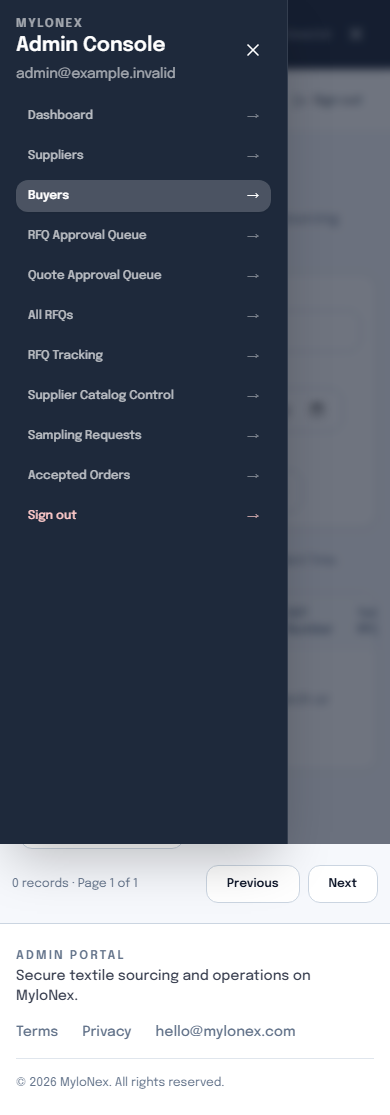 MYLONEX
Admin Console
admin@example.invalid
Dashboard →
Suppliers →
Buyers →
RFQ Approval Queue →
Quote Approval Queue →
All RFQs →
RFQ Tracking →
Supplier Catalog Control →
Sampling Requests →
Accepted Orders →
Sign out →
0 records · Page 1 of 1
Previous
Next
ADMIN PORTAL
Secure textile sourcing and operations on
MyloNex.
Terms Privacy hello@mylonex.com
© 2026 MyloNex. All rights reserved.